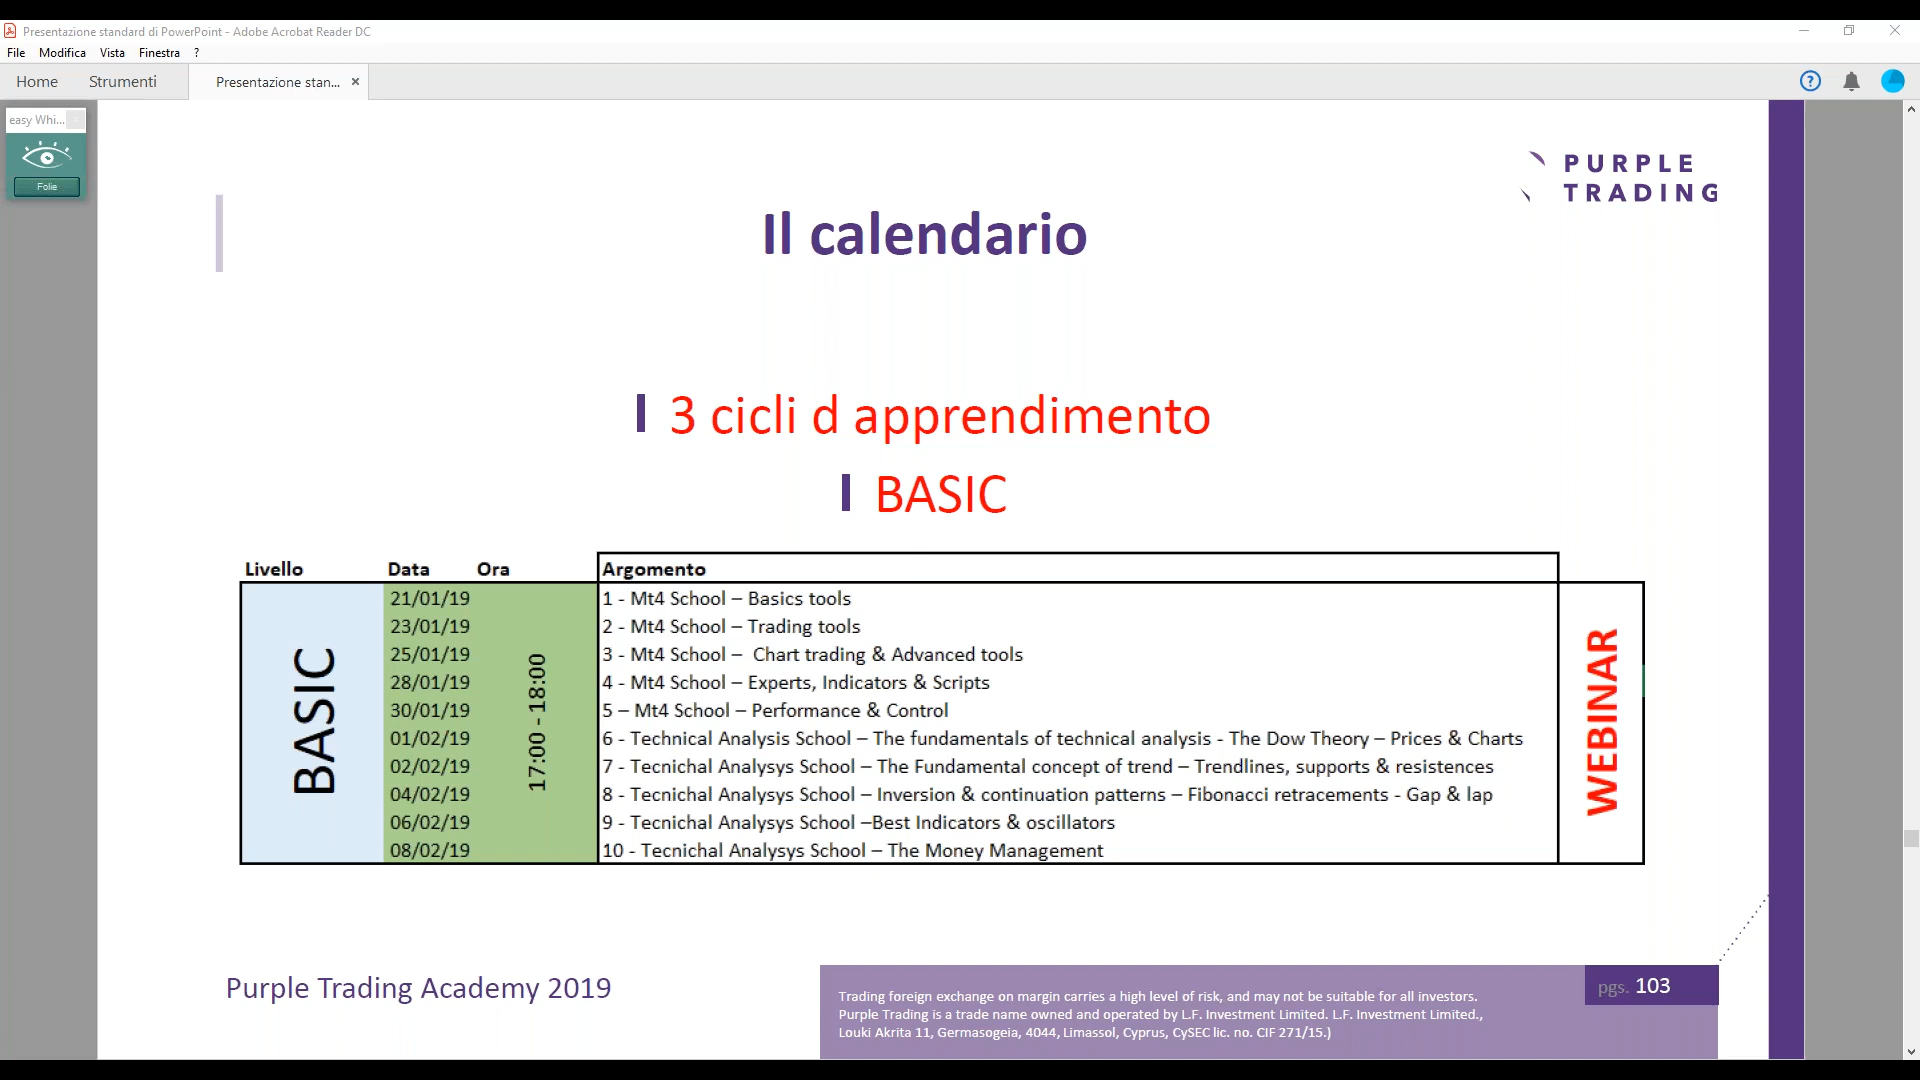 Presentazione standard di PowerPoint - Adobe Acrobat Reader DC
File Modifica Vista Finestra ?
Home Strumenti Presentazione stan... ×
easy Whi...
Folie
PURPLE
TRADING
Il calendario
3 cicli d apprendimento
BASIC
Livello Data Ora Argomento
BASIC
17:00 - 18:00
21/01/19 1 - Mt4 School – Basics tools
23/01/19 2 - Mt4 School – Trading tools
25/01/19 3 - Mt4 School – Chart trading & Advanced tools
28/01/19 4 - Mt4 School – Experts, Indicators & Scripts
30/01/19 5 – Mt4 School – Performance & Control
01/02/19 6 - Technical Analysis School – The fundamentals of technical analysis - The Dow Theory – Prices & Charts
02/02/19 7 - Tecnichal Analysys School – The Fundamental concept of trend – Trendlines, supports & resistences
04/02/19 8 - Tecnichal Analysys School – Inversion & continuation patterns – Fibonacci retracements - Gap & lap
06/02/19 9 - Tecnichal Analysys School –Best Indicators & oscillators
08/02/19 10 - Tecnichal Analysys School – The Money Management
WEBINAR
Purple Trading Academy 2019
Trading foreign exchange on margin carries a high level of risk, and may not be suitable for all investors.
Purple Trading is a trade name owned and operated by L.F. Investment Limited. L.F. Investment Limited.,
Louki Akrita 11, Germasogeia, 4044, Limassol, Cyprus, CySEC lic. no. CIF 271/15.)
pgs. 103